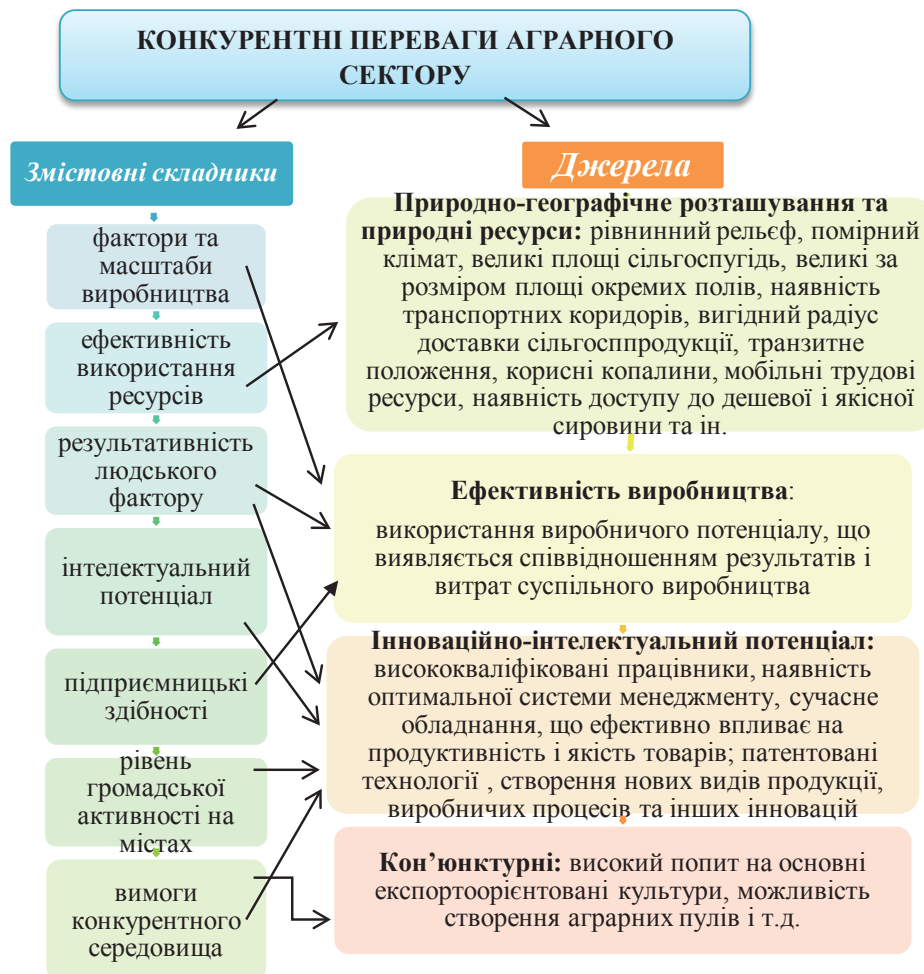 КОНКУРЕНТНІ ПЕРЕВАГИ АГРАРНОГО
СЕКТОРУ
Змістовні складники
фактори та
масштаби
виробництва
ефективність
використання
ресурсів
результативність
людського
фактору
інтелектуальний
потенціал
підприємницькі
здібності
рівень
громадської
активності на
містах
вимоги
конкурентного
середовища
Джерела
Природно-географічне розташування та
природні ресурси: рівнинний рельєф, помірний
клімат, великі площі сільгоспугідь, великі за
розміром площі окремих полів, наявність
транспортних коридорів, вигідний радіус
доставки сільгосппродукції, транзитне
положення, корисні копалини, мобільні трудові
ресурси, наявність доступу до дешевої і якісної
сировини та ін.
Ефективність виробництва:
використання виробничого потенціалу, що
виявляється співвідношенням результатів і
витрат суспільного виробництва
Інноваційно-інтелектуальний потенціал:
висококваліфіковані працівники, наявність
оптимальної системи менеджменту, сучасне
обладнання, що ефективно впливає на
продуктивність і якість товарів; патентовані
технології , створення нових видів продукції,
виробничих процесів та інших інновацій
Кон’юнктурні: високий попит на основні
експортоорієнтовані культури, можливість
створення аграрних пулів і т.д.